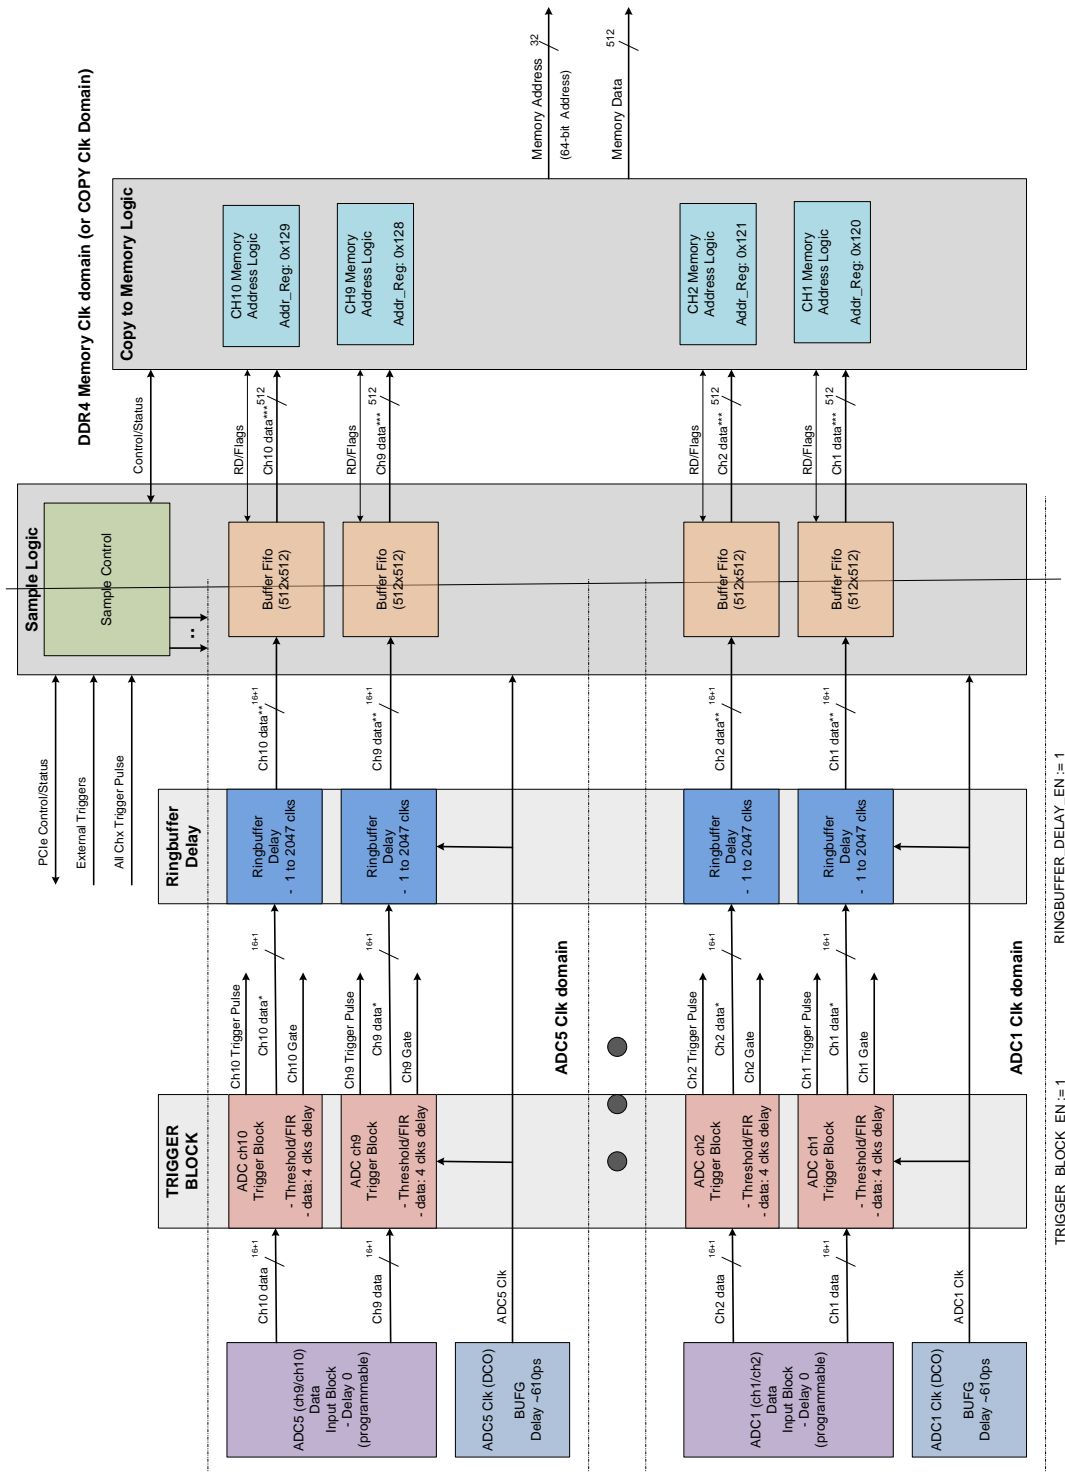 DDR4 Memory Clk domain (or COPY Clk Domain)
PCIe Control/Status
External Triggers
All Chx Trigger Pulse
Sample Logic
Sample Control
..
Control/Status
Copy to Memory Logic
TRIGGER
BLOCK
Ringbuffer
Delay
ADC5 (ch9/ch10)
Data
Input Block
- Delay 0
(programmable)
Ch10 data
16+1
ADC ch10
Trigger Block
- Threshold/FIR
- data: 4 clks delay
Ch10 Trigger Pulse
Ch10 data*
16+1
Ch10 Gate
Ringbuffer
Delay
- 1 to 2047 clks
Ch10 data**
16+1
Buffer Fifo
(512x512)
RD/Flags
Ch10 data***
512
CH10 Memory
Address Logic
Addr_Reg: 0x129
Ch9 data
16+1
ADC ch9
Trigger Block
- Threshold/FIR
- data: 4 clks delay
Ch9 Trigger Pulse
Ch9 data*
16+1
Ch9 Gate
Ringbuffer
Delay
- 1 to 2047 clks
Ch9 data**
16+1
Buffer Fifo
(512x512)
RD/Flags
Ch9 data***
512
CH9 Memory
Address Logic
Addr_Reg: 0x128
ADC5 Clk (DCO)
BUFG
Delay ~610ps
ADC5 Clk
ADC5 Clk domain
Memory Address
32
(64-bit Address)
Memory Data
512
ADC1 (ch1/ch2)
Data
Input Block
- Delay 0
(programmable)
Ch2 data
16+1
ADC ch2
Trigger Block
- Threshold/FIR
- data: 4 clks delay
Ch2 Trigger Pulse
Ch2 data*
16+1
Ch2 Gate
Ringbuffer
Delay
- 1 to 2047 clks
Ch2 data**
16+1
Buffer Fifo
(512x512)
RD/Flags
Ch2 data***
512
CH2 Memory
Address Logic
Addr_Reg: 0x121
Ch1 data
16+1
ADC ch1
Trigger Block
- Threshold/FIR
- data: 4 clks delay
Ch1 Trigger Pulse
Ch1 data*
16+1
Ch1 Gate
Ringbuffer
Delay
- 1 to 2047 clks
Ch1 data**
16+1
Buffer Fifo
(512x512)
RD/Flags
Ch1 data***
512
CH1 Memory
Address Logic
Addr_Reg: 0x120
ADC1 Clk (DCO)
BUFG
Delay ~610ps
ADC1 Clk
ADC1 Clk domain
TRIGGER_BLOCK_EN := 1
RINGBUFFER_DELAY_EN := 1